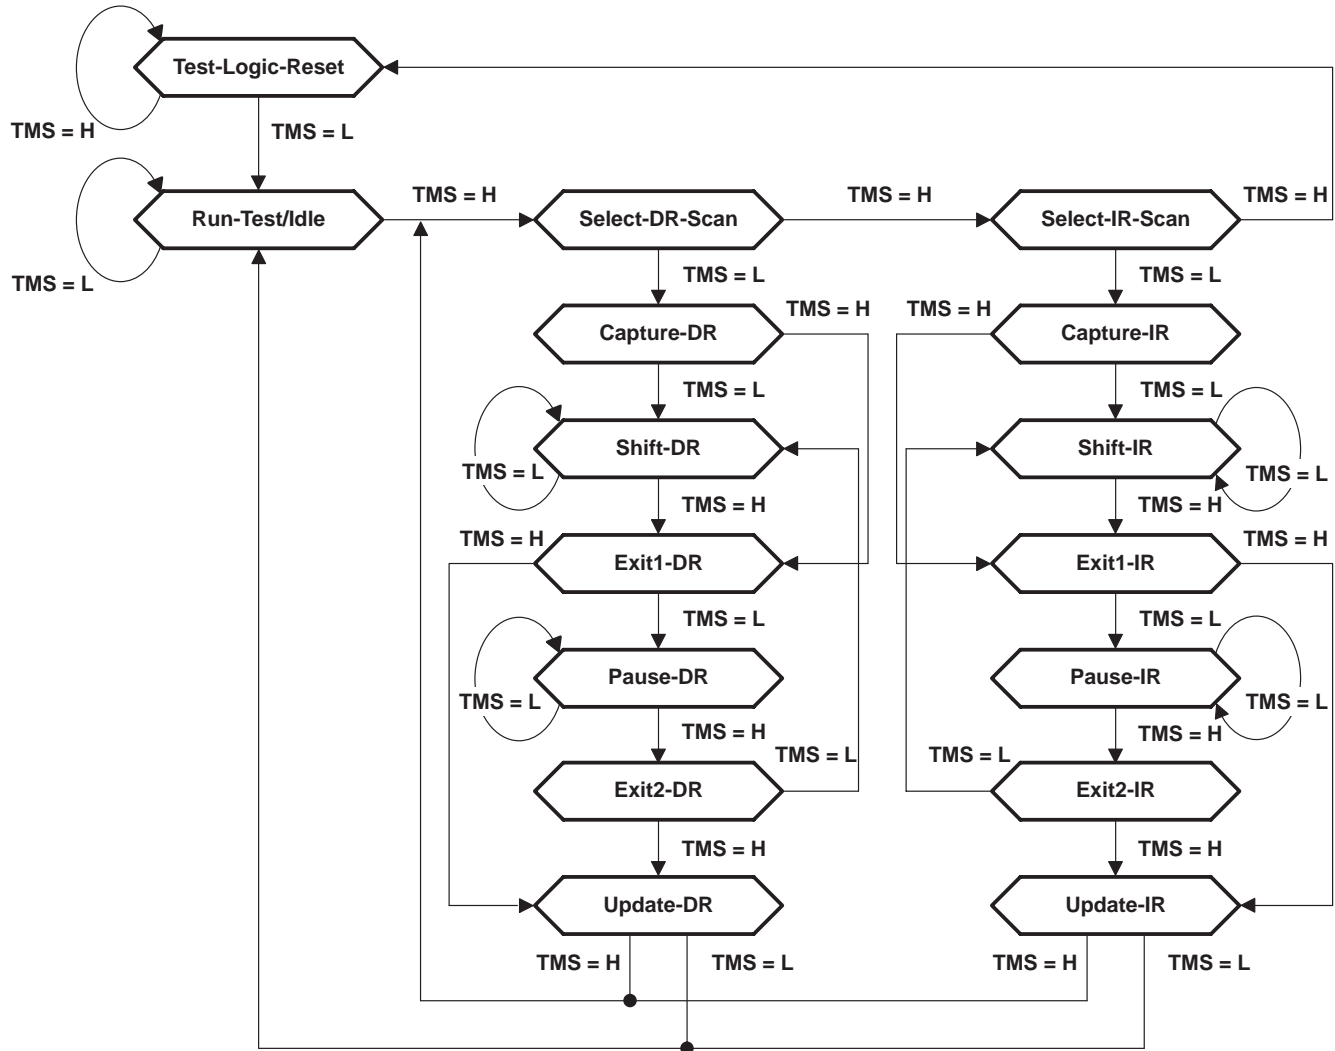 Test-Logic-Reset
TMS = H
TMS = L
TMS = H
TMS = H
TMS = H
Run-Test/Idle
Select-DR-Scan
Select-IR-Scan
TMS = L
TMS = L
TMS = L
TMS = H
TMS = H
Capture-DR
Capture-IR
TMS = L
TMS = L
Shift-DR
Shift-IR
TMS = L
TMS = L
TMS = H
TMS = H
TMS = H
TMS = H
Exit1-DR
Exit1-IR
TMS = L
TMS = L
Pause-DR
Pause-IR
TMS = L
TMS = L
TMS = H
TMS = H
TMS = L
TMS = L
Exit2-DR
Exit2-IR
TMS = H
TMS = H
Update-DR
Update-IR
TMS = H
TMS = L
TMS = H
TMS = L